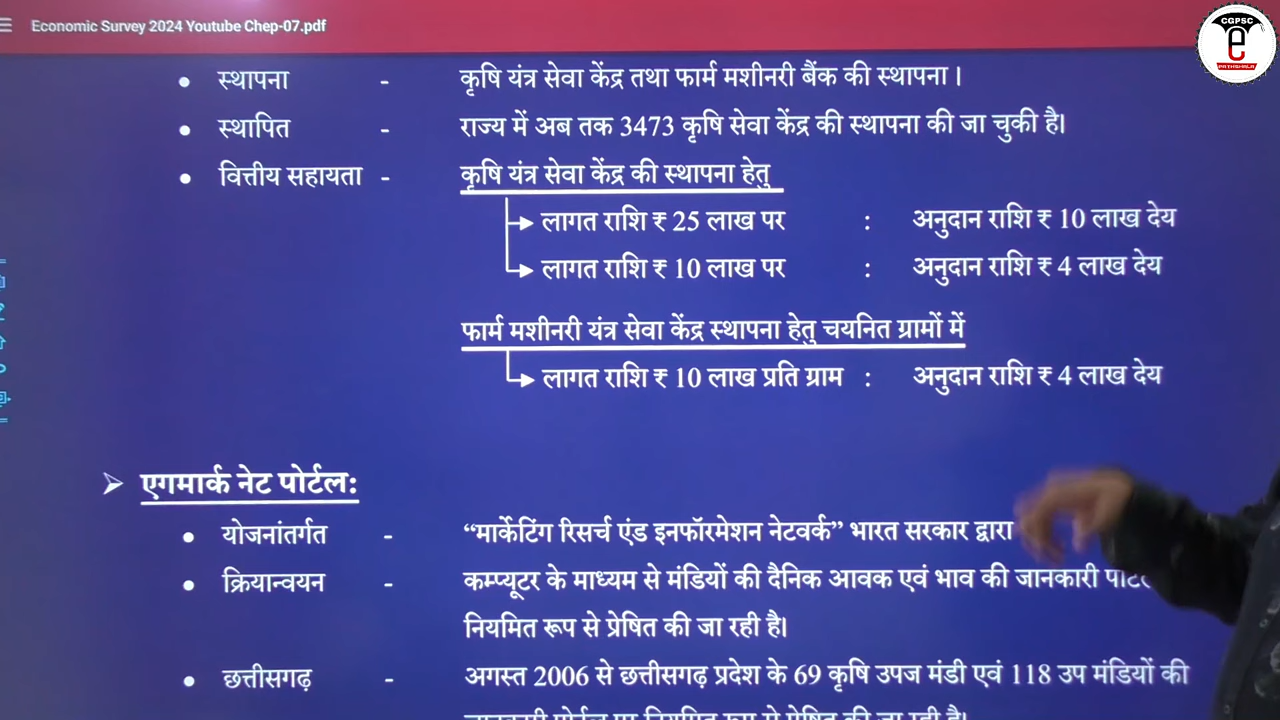 Economic Survey 2024 Youtube Chep-07.pdf
CGPSC
e
PATHSHALA
• स्थापना - कृषि यंत्र सेवा केंद्र तथा फार्म मशीनरी बैंक की स्थापना।
• स्थापित - राज्य में अब तक 3473 कृषि सेवा केंद्र की स्थापना की जा चुकी है।
• वित्तीय सहायता - कृषि यंत्र सेवा केंद्र की स्थापना हेतु
लागत राशि ₹ 25 लाख पर : अनुदान राशि ₹ 10 लाख देय
लागत राशि ₹ 10 लाख पर : अनुदान राशि ₹ 4 लाख देय
फार्म मशीनरी यंत्र सेवा केंद्र स्थापना हेतु चयनित ग्रामों में
लागत राशि ₹ 10 लाख प्रति ग्राम : अनुदान राशि ₹ 4 लाख देय
➢ एगमार्क नेट पोर्टल:
• योजनांतर्गत - “मार्केटिंग रिसर्च एंड इनफॉरमेशन नेटवर्क” भारत सरकार द्वारा
• क्रियान्वयन - कम्प्यूटर के माध्यम से मंडियों की दैनिक आवक एवं भाव की जानकारी
नियमित रूप से प्रेषित की जा रही है।
• छत्तीसगढ़ - अगस्त 2006 से छत्तीसगढ़ प्रदेश के 69 कृषि उपज मंडी एवं 118 उप मंडियों की